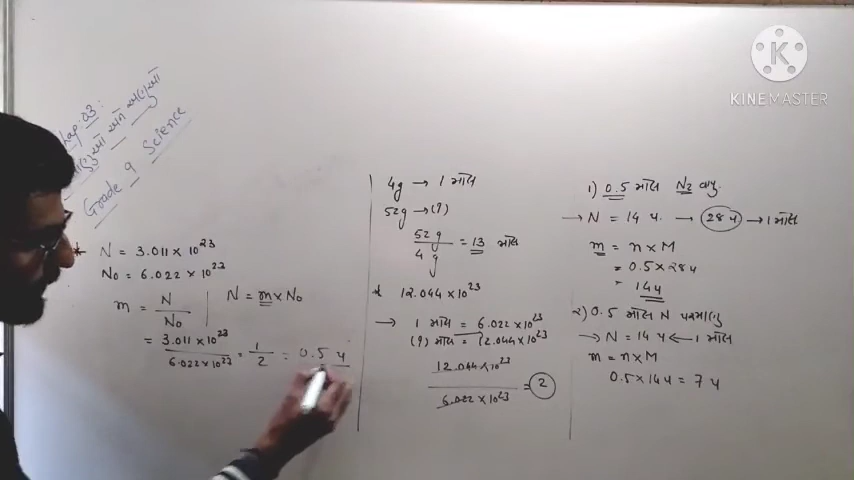 Chap: 03:
Grade 9 Science
* N = 3.011 x 10²³
N₀ = 6.022 x 10²³
m = N / N₀ | N = m x N₀
= 3.011 x 10²³ / 6.022 x 10²³ = 1 / 2 = 0.5 યુ
4g → 1 મોલ
52g → (?)
52 g / 4 g = 13 મોલ
* 12.044 x 10²³
→ 1 મોલ = 6.022 x 10²³
(?) મોલ = 12.044 x 10²³
12.044 x 10²³ / 6.022 x 10²³ = 2
1) 0.5 મોલ N₂ વાયુ
→ N = 14 u. → 28 u → 1 મોલ
m = n x M
= 0.5 x 28 u
= 14 u
૨) 0.5 મોલ N પરમાણુ
→ N = 14 u ← 1 મોલ
m = n x M
0.5 x 14 u = 7 u
KINEMASTER